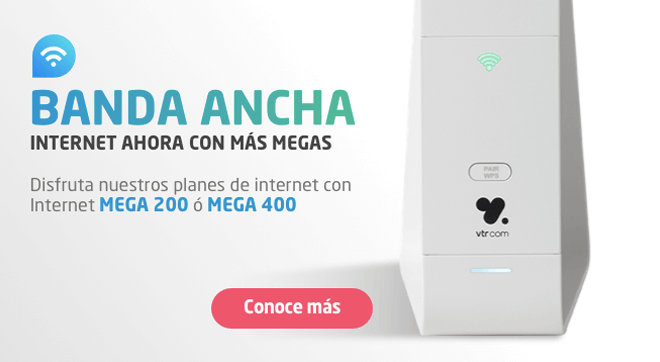 BANDA ANCHA
INTERNET AHORA CON MÁS MEGAS
Disfruta nuestros planes de internet con
Internet MEGA 200 ó MEGA 400
Conoce más
PAIR
WPS
vtr.com